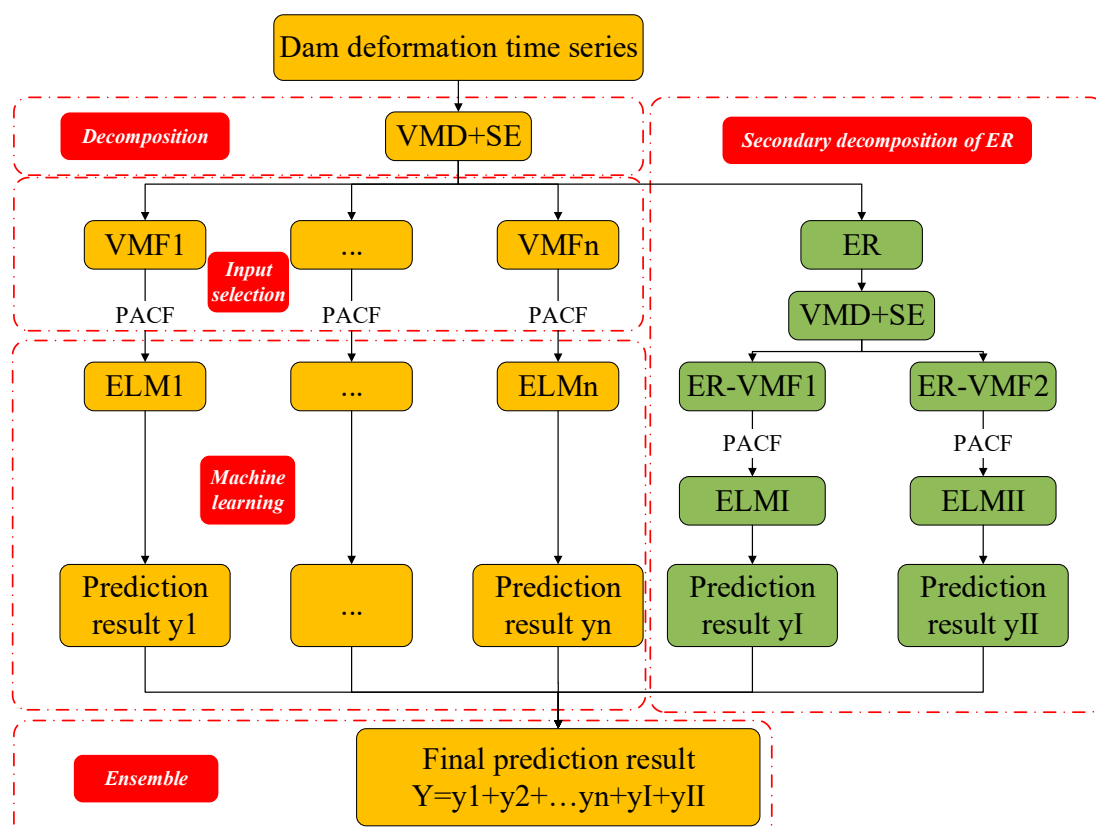 Dam deformation time series
Decomposition
VMD+SE
Secondary decomposition of ER
VMF1
...
VMFn
ER
Input
selection
PACF
PACF
PACF
VMD+SE
ELM1
...
ELMn
ER-VMF1
ER-VMF2
PACF
PACF
Machine
learning
ELMI
ELMII
Prediction
result y1
...
Prediction
result yn
Prediction
result yI
Prediction
result yII
Ensemble
Final prediction result
Y=y1+y2+…yn+yI+yII